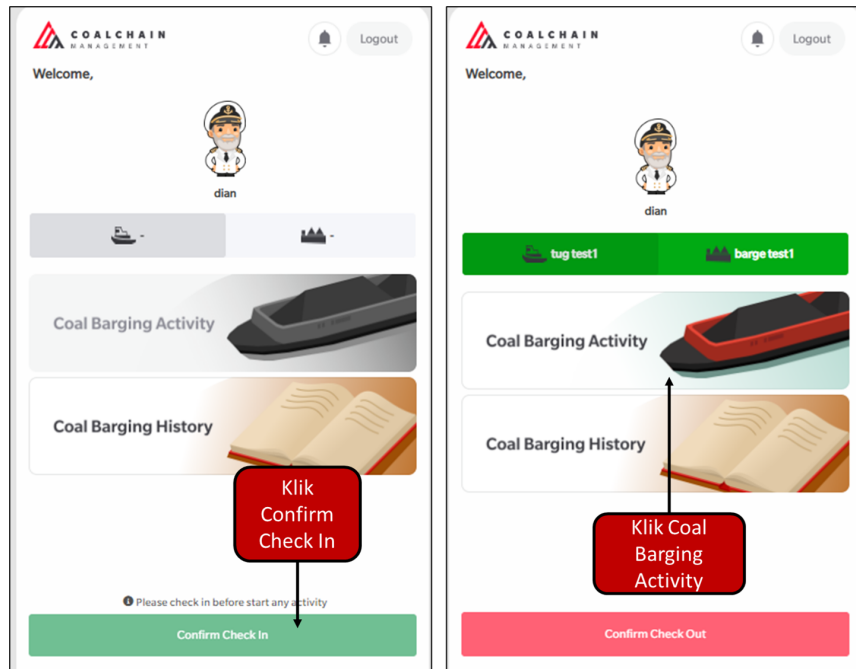 COALCHAIN
MANAGEMENT
Logout
Welcome,
dian
-
-
Coal Barging Activity
Coal Barging History
Klik
Confirm
Check In
Please check in before start any activity
Confirm Check In
COALCHAIN
MANAGEMENT
Logout
Welcome,
dian
tug test1
barge test1
Coal Barging Activity
Coal Barging History
Klik Coal
Barging
Activity
Confirm Check Out